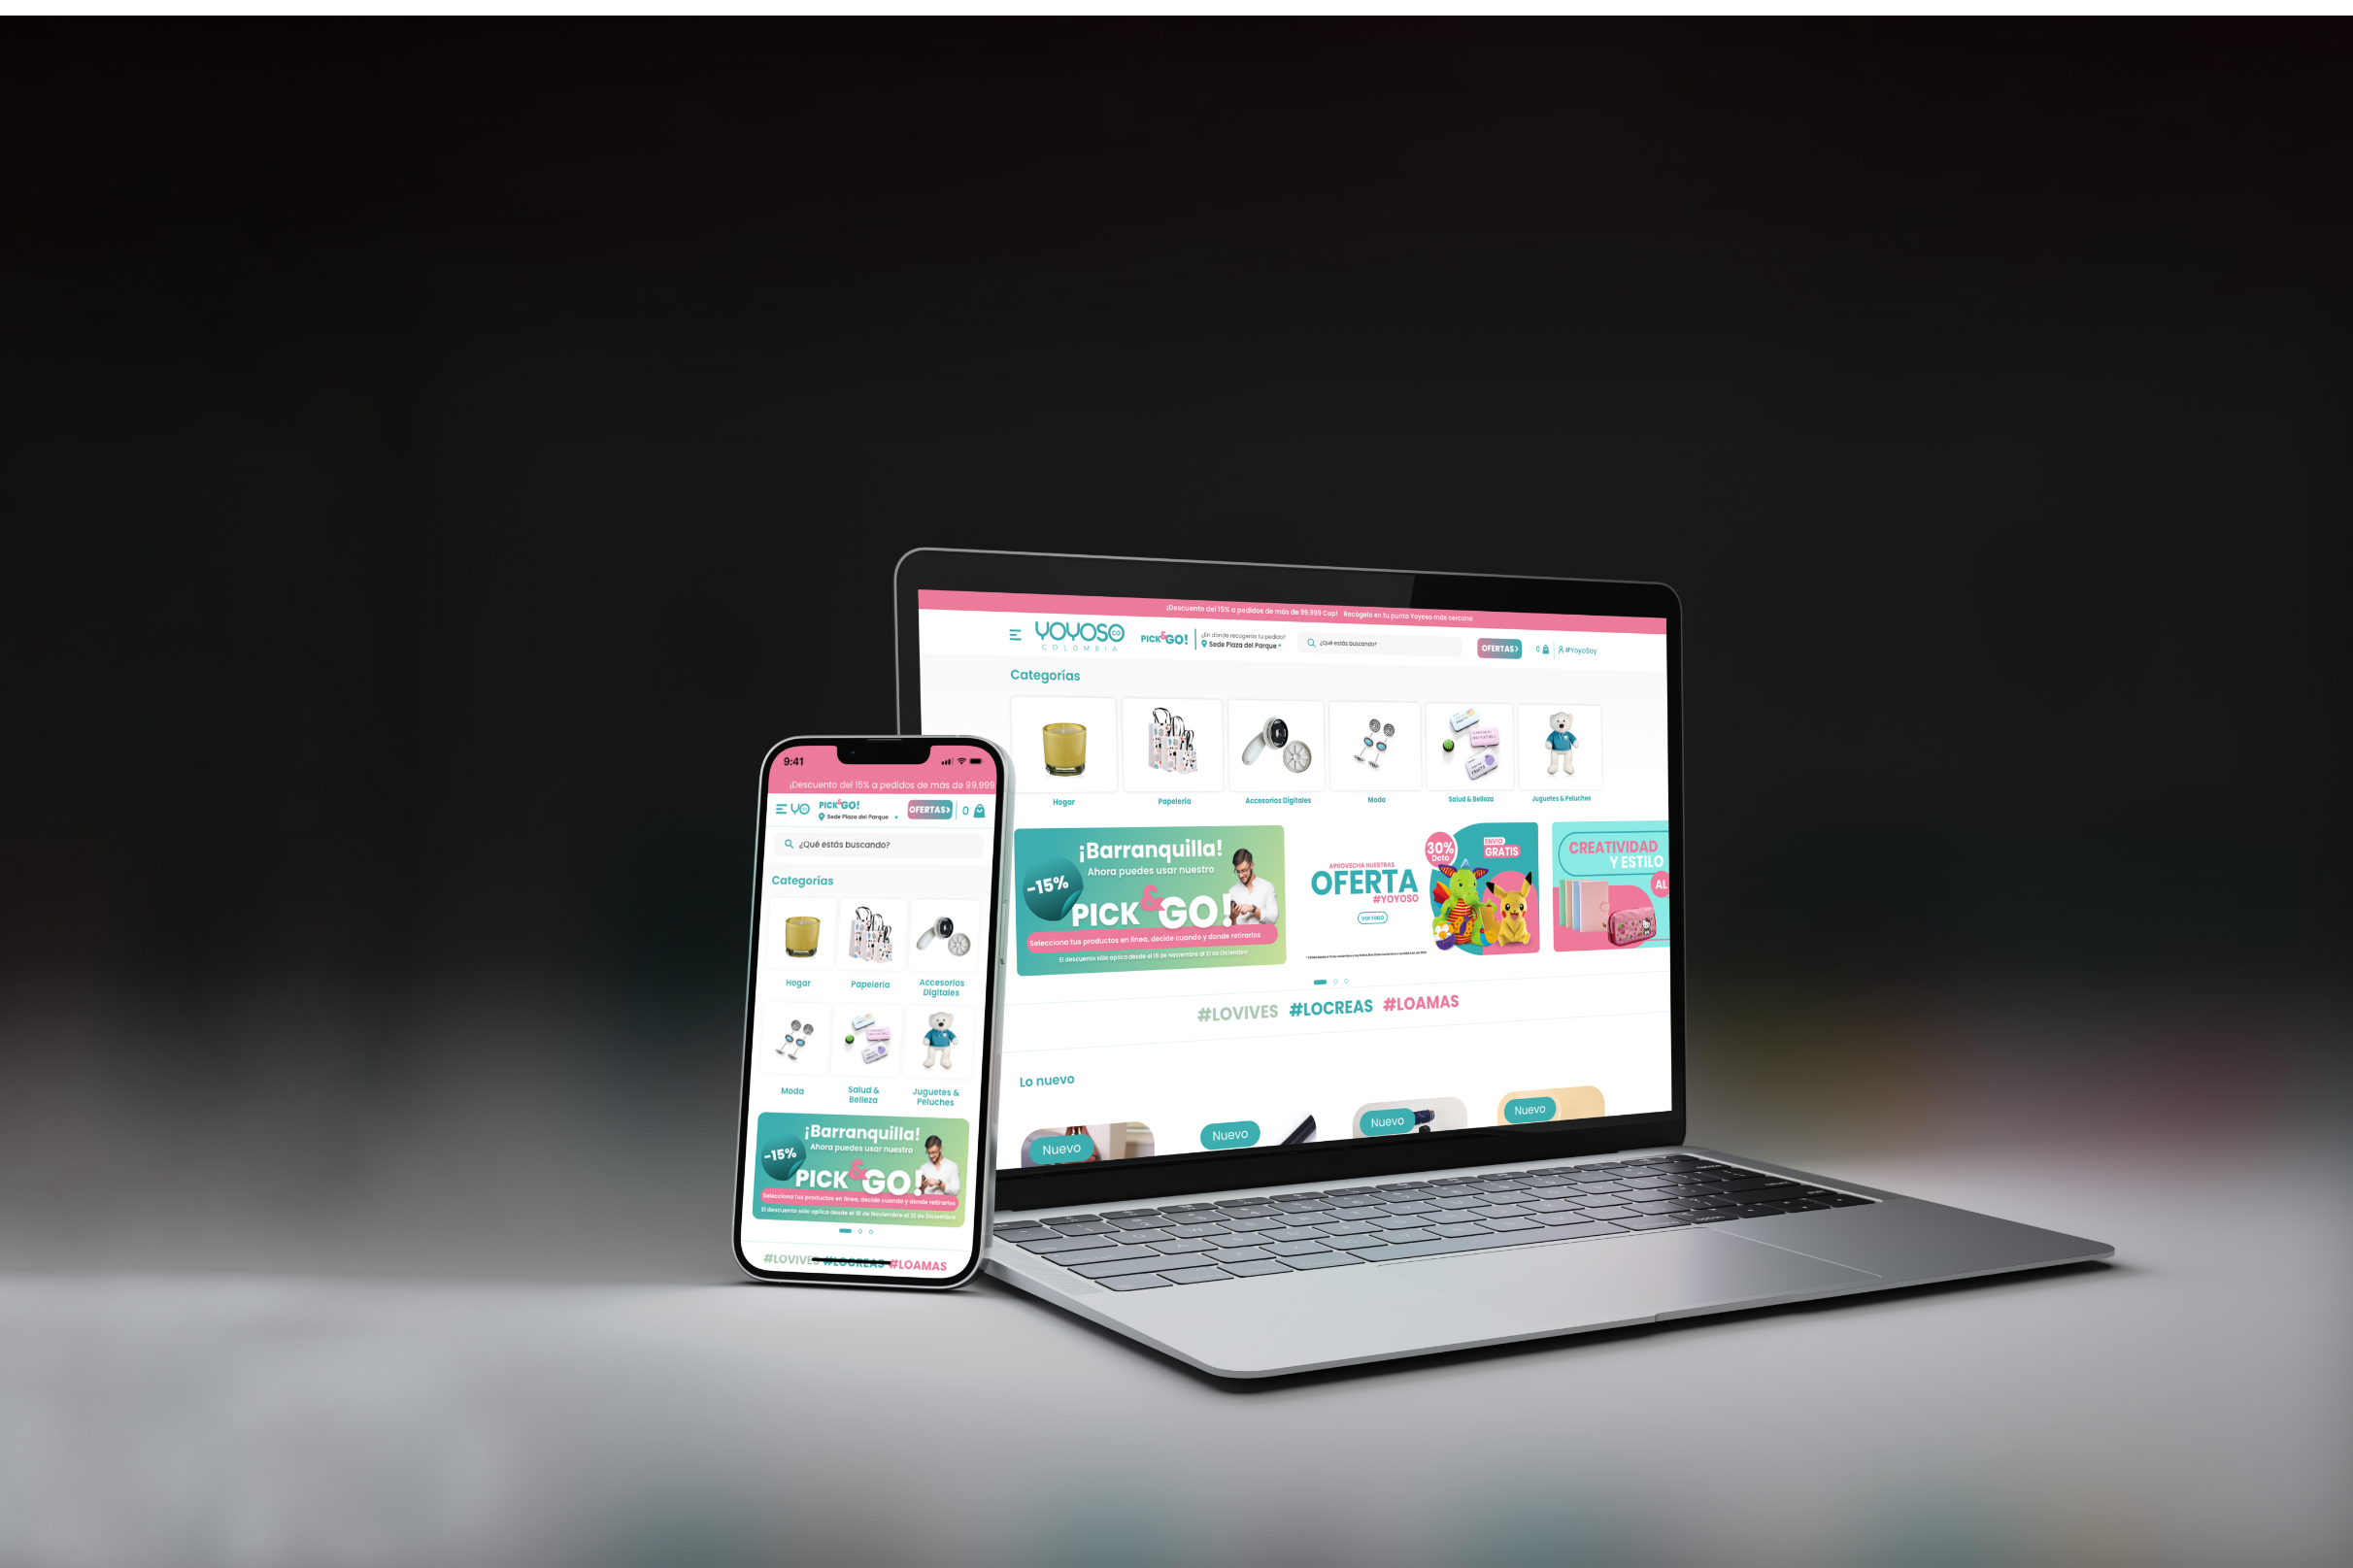 ¡Descuento del 15% a pedidos de más de 99.999 Cop! Recógelo en tu punto Yoyoso más cercano
YOYOSO CO
COLOMBIA
PICK&GO!
¿En dónde recogerás tu pedido?
Sede Plaza del Parque
¿Qué estás buscando?
OFERTAS>
0
#YoyoSoy
Categorías
Hogar
Papelería
Accesorios Digitales
Moda
Salud & Belleza
Juguetes & Peluches
¡Barranquilla!
Ahora puedes usar nuestro
-15%
PICK&GO!
Selecciona tus productos en línea, decide cuando y donde retirarlos
El descuento sólo aplica desde el 18 de Noviembre al 21 de Diciembre
APROVECHA NUESTRAS
OFERTA
#YOYOSO
VER TODO
30%
Dcto
ENVIO
GRATIS
CREATIVIDAD
Y ESTILO
AL
#LOVIVES #LOCREAS #LOAMAS
Lo nuevo
Nuevo
Nuevo
Nuevo
Nuevo
9:41
¡Descuento del 15% a pedidos de más de 99.999
YO
PICK&GO!
Sede Plaza del Parque
OFERTAS>
0
¿Qué estás buscando?
Categorías
Hogar
Papelería
Accesorios
Digitales
Moda
Salud &
Belleza
Juguetes &
Peluches
¡Barranquilla!
Ahora puedes usar nuestro
-15%
PICK&GO!
Selecciona tus productos en línea, decide cuando y donde retirarlos
El descuento sólo aplica desde el 18 de Noviembre al 21 de Diciembre
#LOVIVES #LOCREAS #LOAMAS